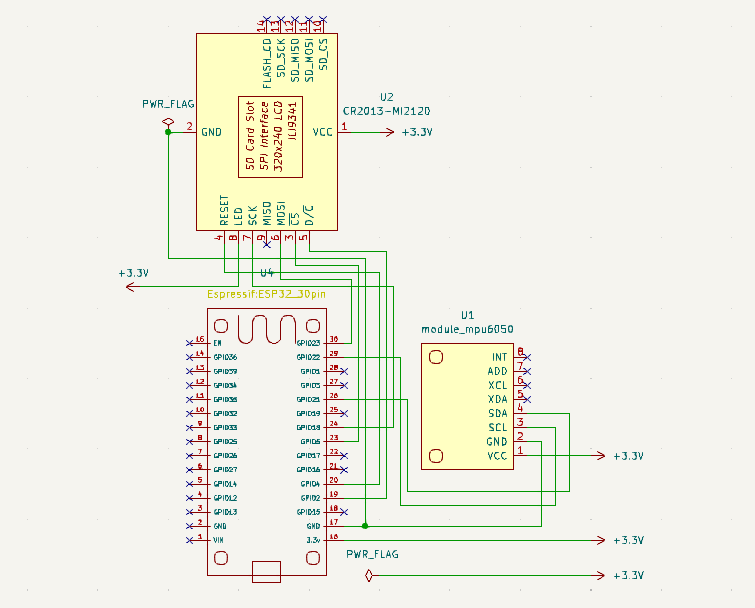 14 13 12 11 10
FLASH_CD
SD_SCK
SD_MISO
SD_MOSI
SD_CS
U2
CR2013-MI2120
PWR_FLAG
2 GND
SD Card Slot
SPI Interface
320x240 LCD
ILI9341
VCC 1
+3.3V
RESET
LED
SCK
MISO
MOSI
CS
D/C
4 8 7 9 6 3 5
+3.3V
U4
Espressif:ESP32_30pin
U1
module_mpu6050
15 EN
14 GPIO36
13 GPIO39
12 GPIO34
11 GPIO35
10 GPIO32
9 GPIO33
8 GPIO25
7 GPIO26
6 GPIO27
5 GPIO14
4 GPIO12
3 GPIO13
2 GND
1 VIN
GPIO23 30
GPIO22 29
GPIO1 28
GPIO3 27
GPIO21 26
GPIO19 25
GPIO18 24
GPIO5 23
GPIO17 22
GPIO16 21
GPIO4 20
GPIO2 19
GPIO15 18
GND 17
3.3v 16
INT 8
ADD 7
XCL 6
XDA 5
SDA 4
SCL 3
GND 2
VCC 1
+3.3V
+3.3V
PWR_FLAG
+3.3V